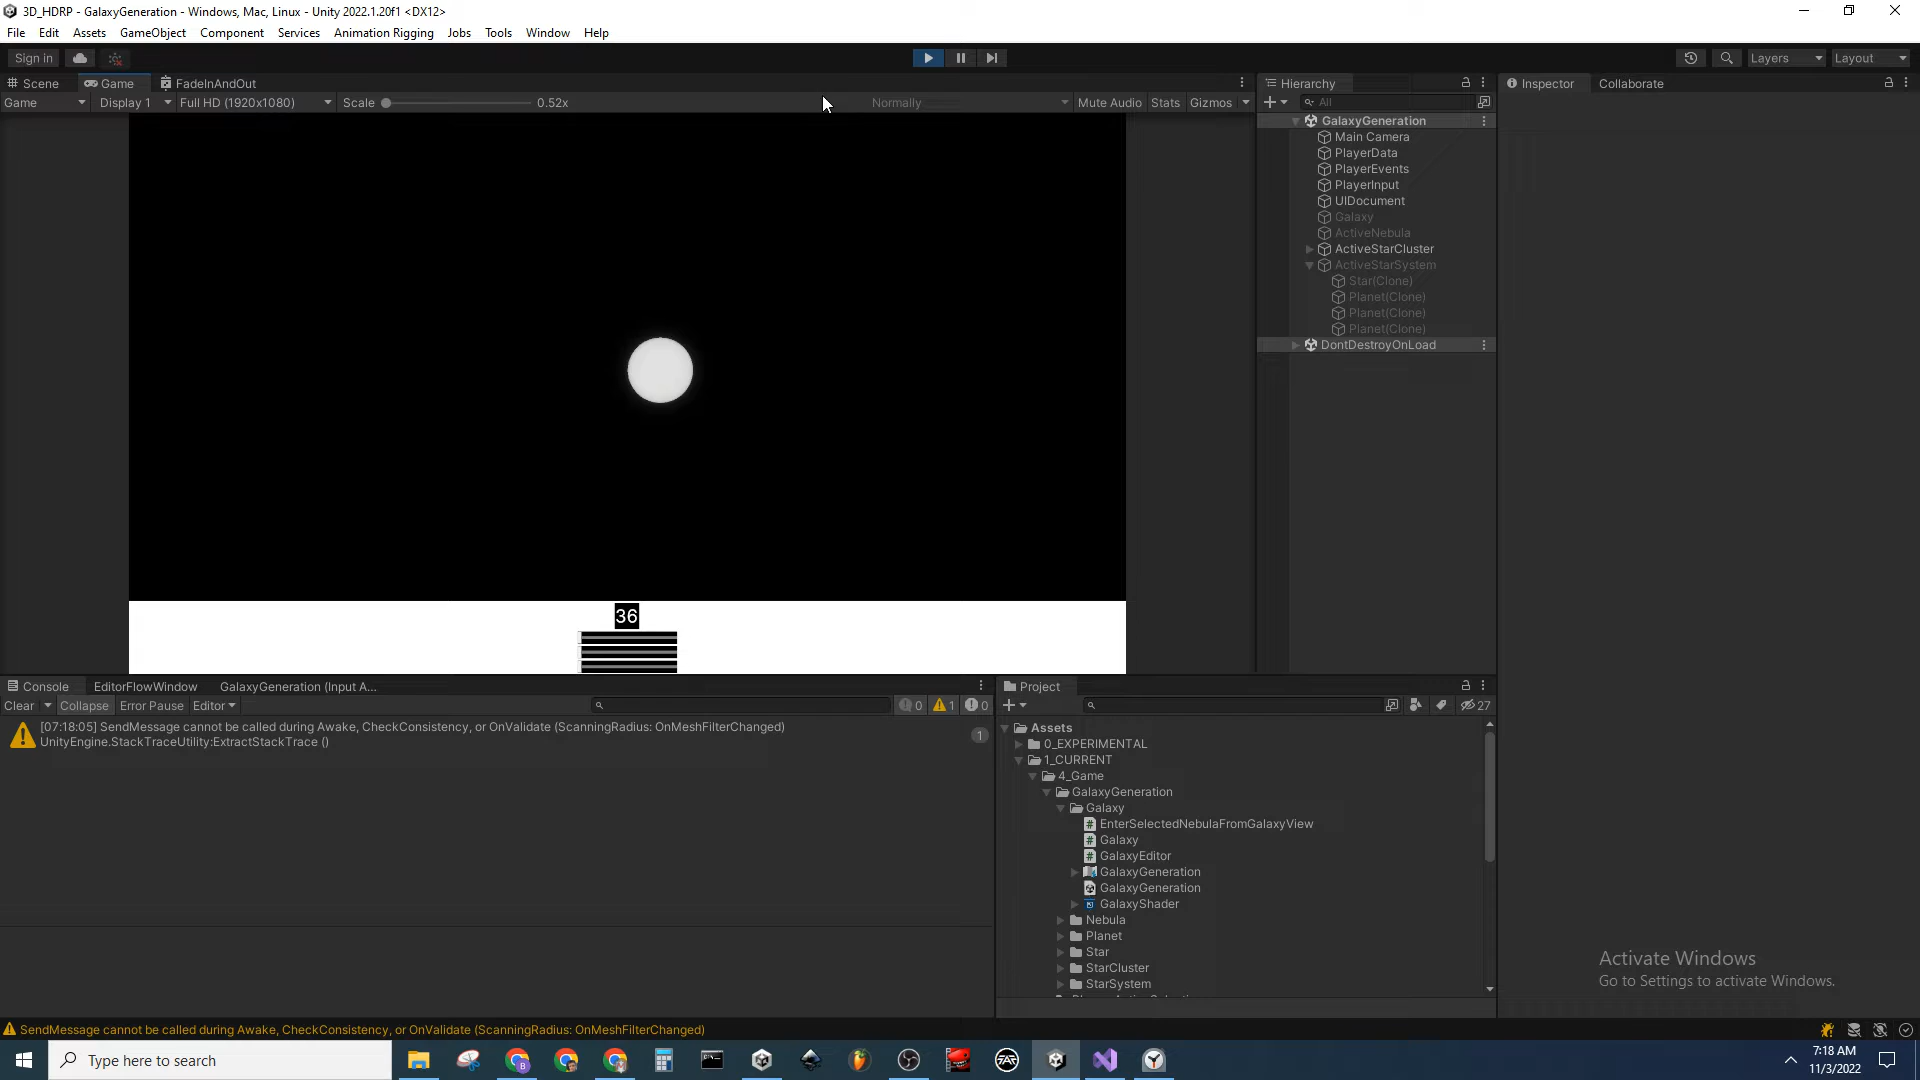 3D_HDRP - GalaxyGeneration - Windows, Mac, Linux - Unity 2022.1.20f1 <DX12>
File Edit Assets GameObject Component Services Animation Rigging Jobs Tools Window Help
Sign in
Layers
Layout
Scene
Game
FadeInAndOut
Game
Display 1
Full HD (1920x1080)
Scale
0.52x
Normally
Mute Audio
Stats
Gizmos
36
Hierarchy
All
GalaxyGeneration
Main Camera
PlayerData
PlayerEvents
PlayerInput
UIDocument
Galaxy
ActiveNebula
ActiveStarCluster
ActiveStarSystem
Star(Clone)
Planet(Clone)
Planet(Clone)
Planet(Clone)
DontDestroyOnLoad
Inspector
Collaborate
Console
EditorFlowWindow
GalaxyGeneration (Input A...
Clear
Collapse
Error Pause
Editor
0
1
0
[07:18:05] SendMessage cannot be called during Awake, CheckConsistency, or OnValidate (ScanningRadius: OnMeshFilterChanged)
UnityEngine.StackTraceUtility:ExtractStackTrace ()
1
Project
27
Assets
0_EXPERIMENTAL
1_CURRENT
4_Game
GalaxyGeneration
Galaxy
EnterSelectedNebulaFromGalaxyView
Galaxy
GalaxyEditor
GalaxyGeneration
GalaxyGeneration
GalaxyShader
Nebula
Planet
Star
StarCluster
StarSystem
Activate Windows
Go to Settings to activate Windows.
SendMessage cannot be called during Awake, CheckConsistency, or OnValidate (ScanningRadius: OnMeshFilterChanged)
Type here to search
7:18 AM
11/3/2022